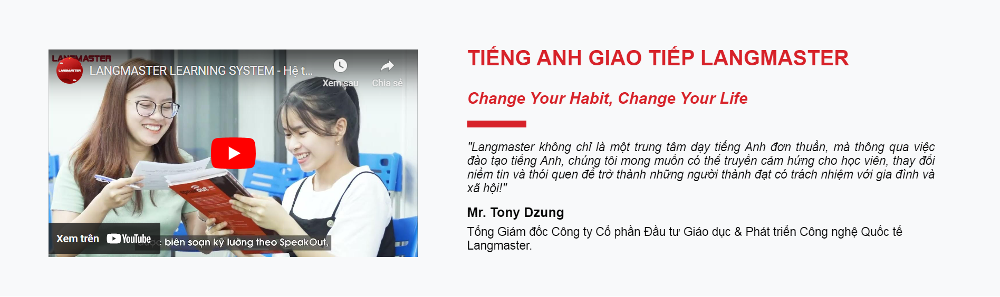 LANGMASTER
LANGMASTER
LANGMASTER LEARNING SYSTEM - Hệ t...
Xem sau
Chia sẻ
speakout
Xem trên YouTube
biên soạn kỹ lưỡng theo SpeakOut,
TIẾNG ANH GIAO TIẾP LANGMASTER
Change Your Habit, Change Your Life
"Langmaster không chỉ là một trung tâm dạy tiếng Anh đơn thuần, mà thông qua việc
đào tạo tiếng Anh, chúng tôi mong muốn có thể truyền cảm hứng cho học viên, thay đổi
niềm tin và thói quen để trở thành những người thành đạt có trách nhiệm với gia đình và
xã hội!"
Mr. Tony Dzung
Tổng Giám đốc Công ty Cổ phần Đầu tư Giáo dục & Phát triển Công nghệ Quốc tế
Langmaster.